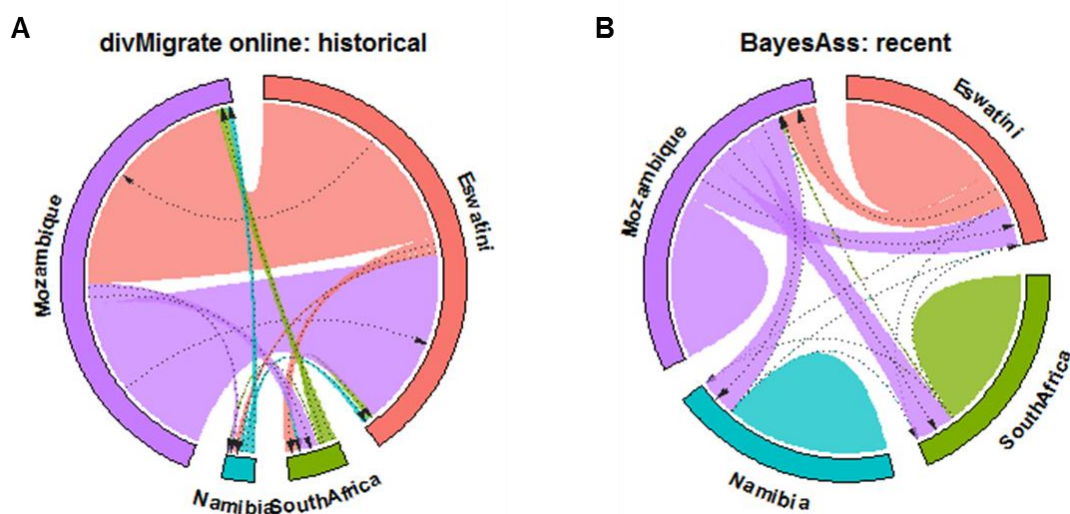 A
divMigrate online: historical
Mozambique
Eswatini
Namibia
SouthAfrica
B
BayesAss: recent
Mozambique
Eswatini
SouthAfrica
Namibia